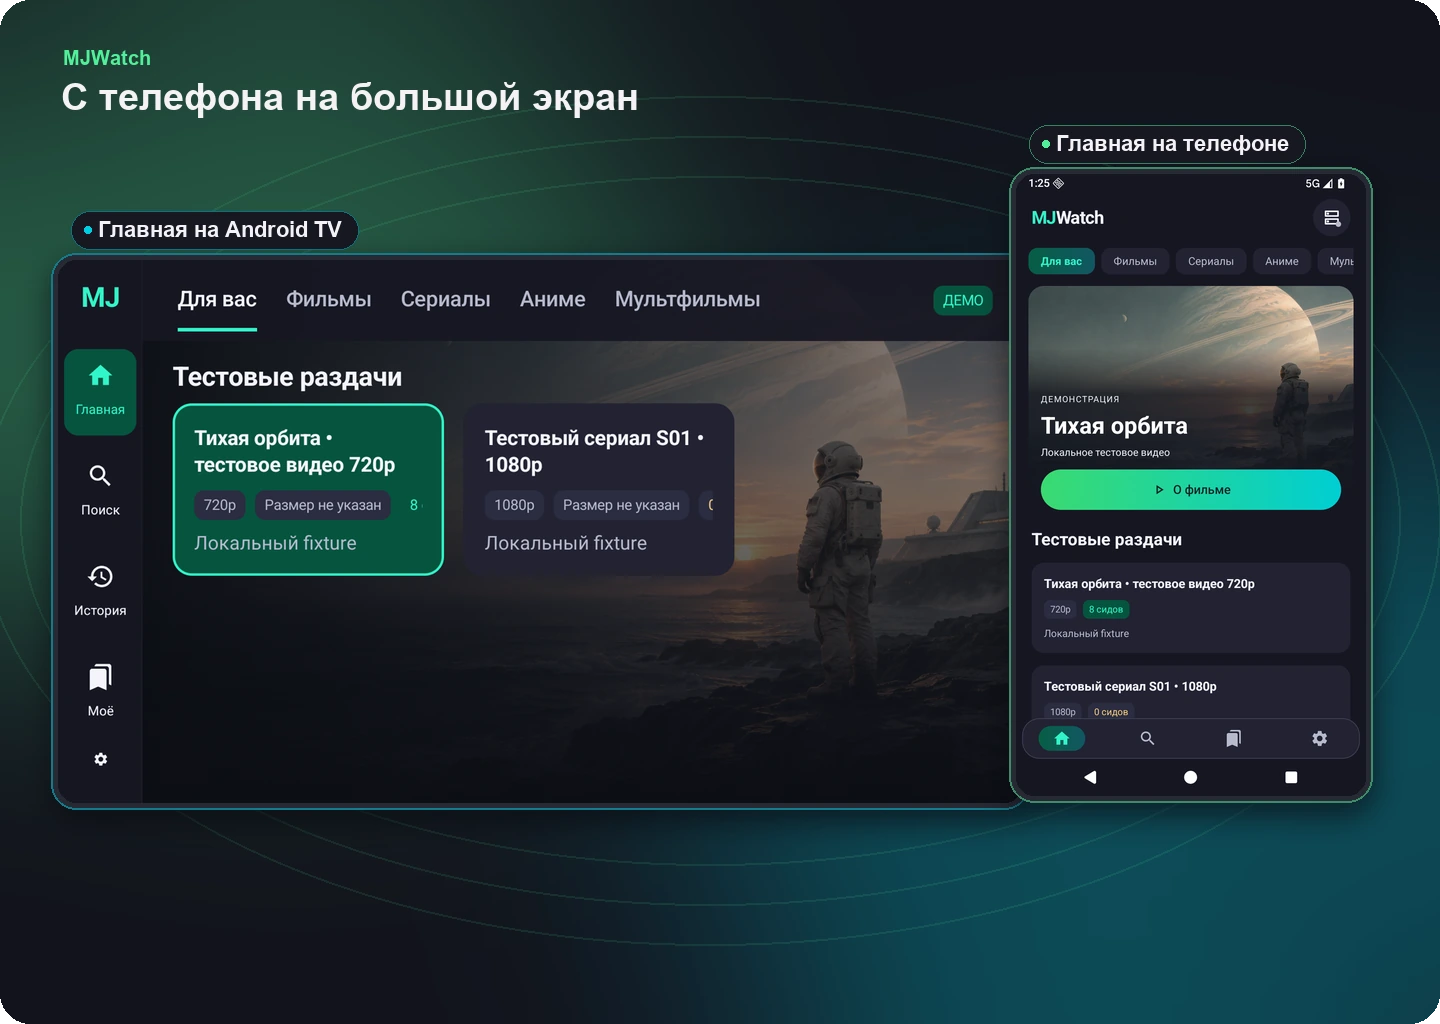 MJWatch
С телефона на большой экран
Главная на Android TV
MJ
Для вас Фильмы Сериалы Аниме Мультфильмы
ДЕМО
Главная
Поиск
История
Моё
Тестовые раздачи
Тихая орбита •
тестовое видео 720p
720p Размер не указан 8
Локальный fixture
Тестовый сериал S01 •
1080p
1080p Размер не указан
Локальный fixture
Главная на телефоне
1:25 5G
MJWatch
Для вас Фильмы Сериалы Аниме Муль
ДЕМОНСТРАЦИЯ
Тихая орбита
Локальное тестовое видео
О фильме
Тестовые раздачи
Тихая орбита • тестовое видео 720p
720p 8 сидов
Локальный fixture
Тестовый сериал S01 • 1080p
1080p 0 сидов